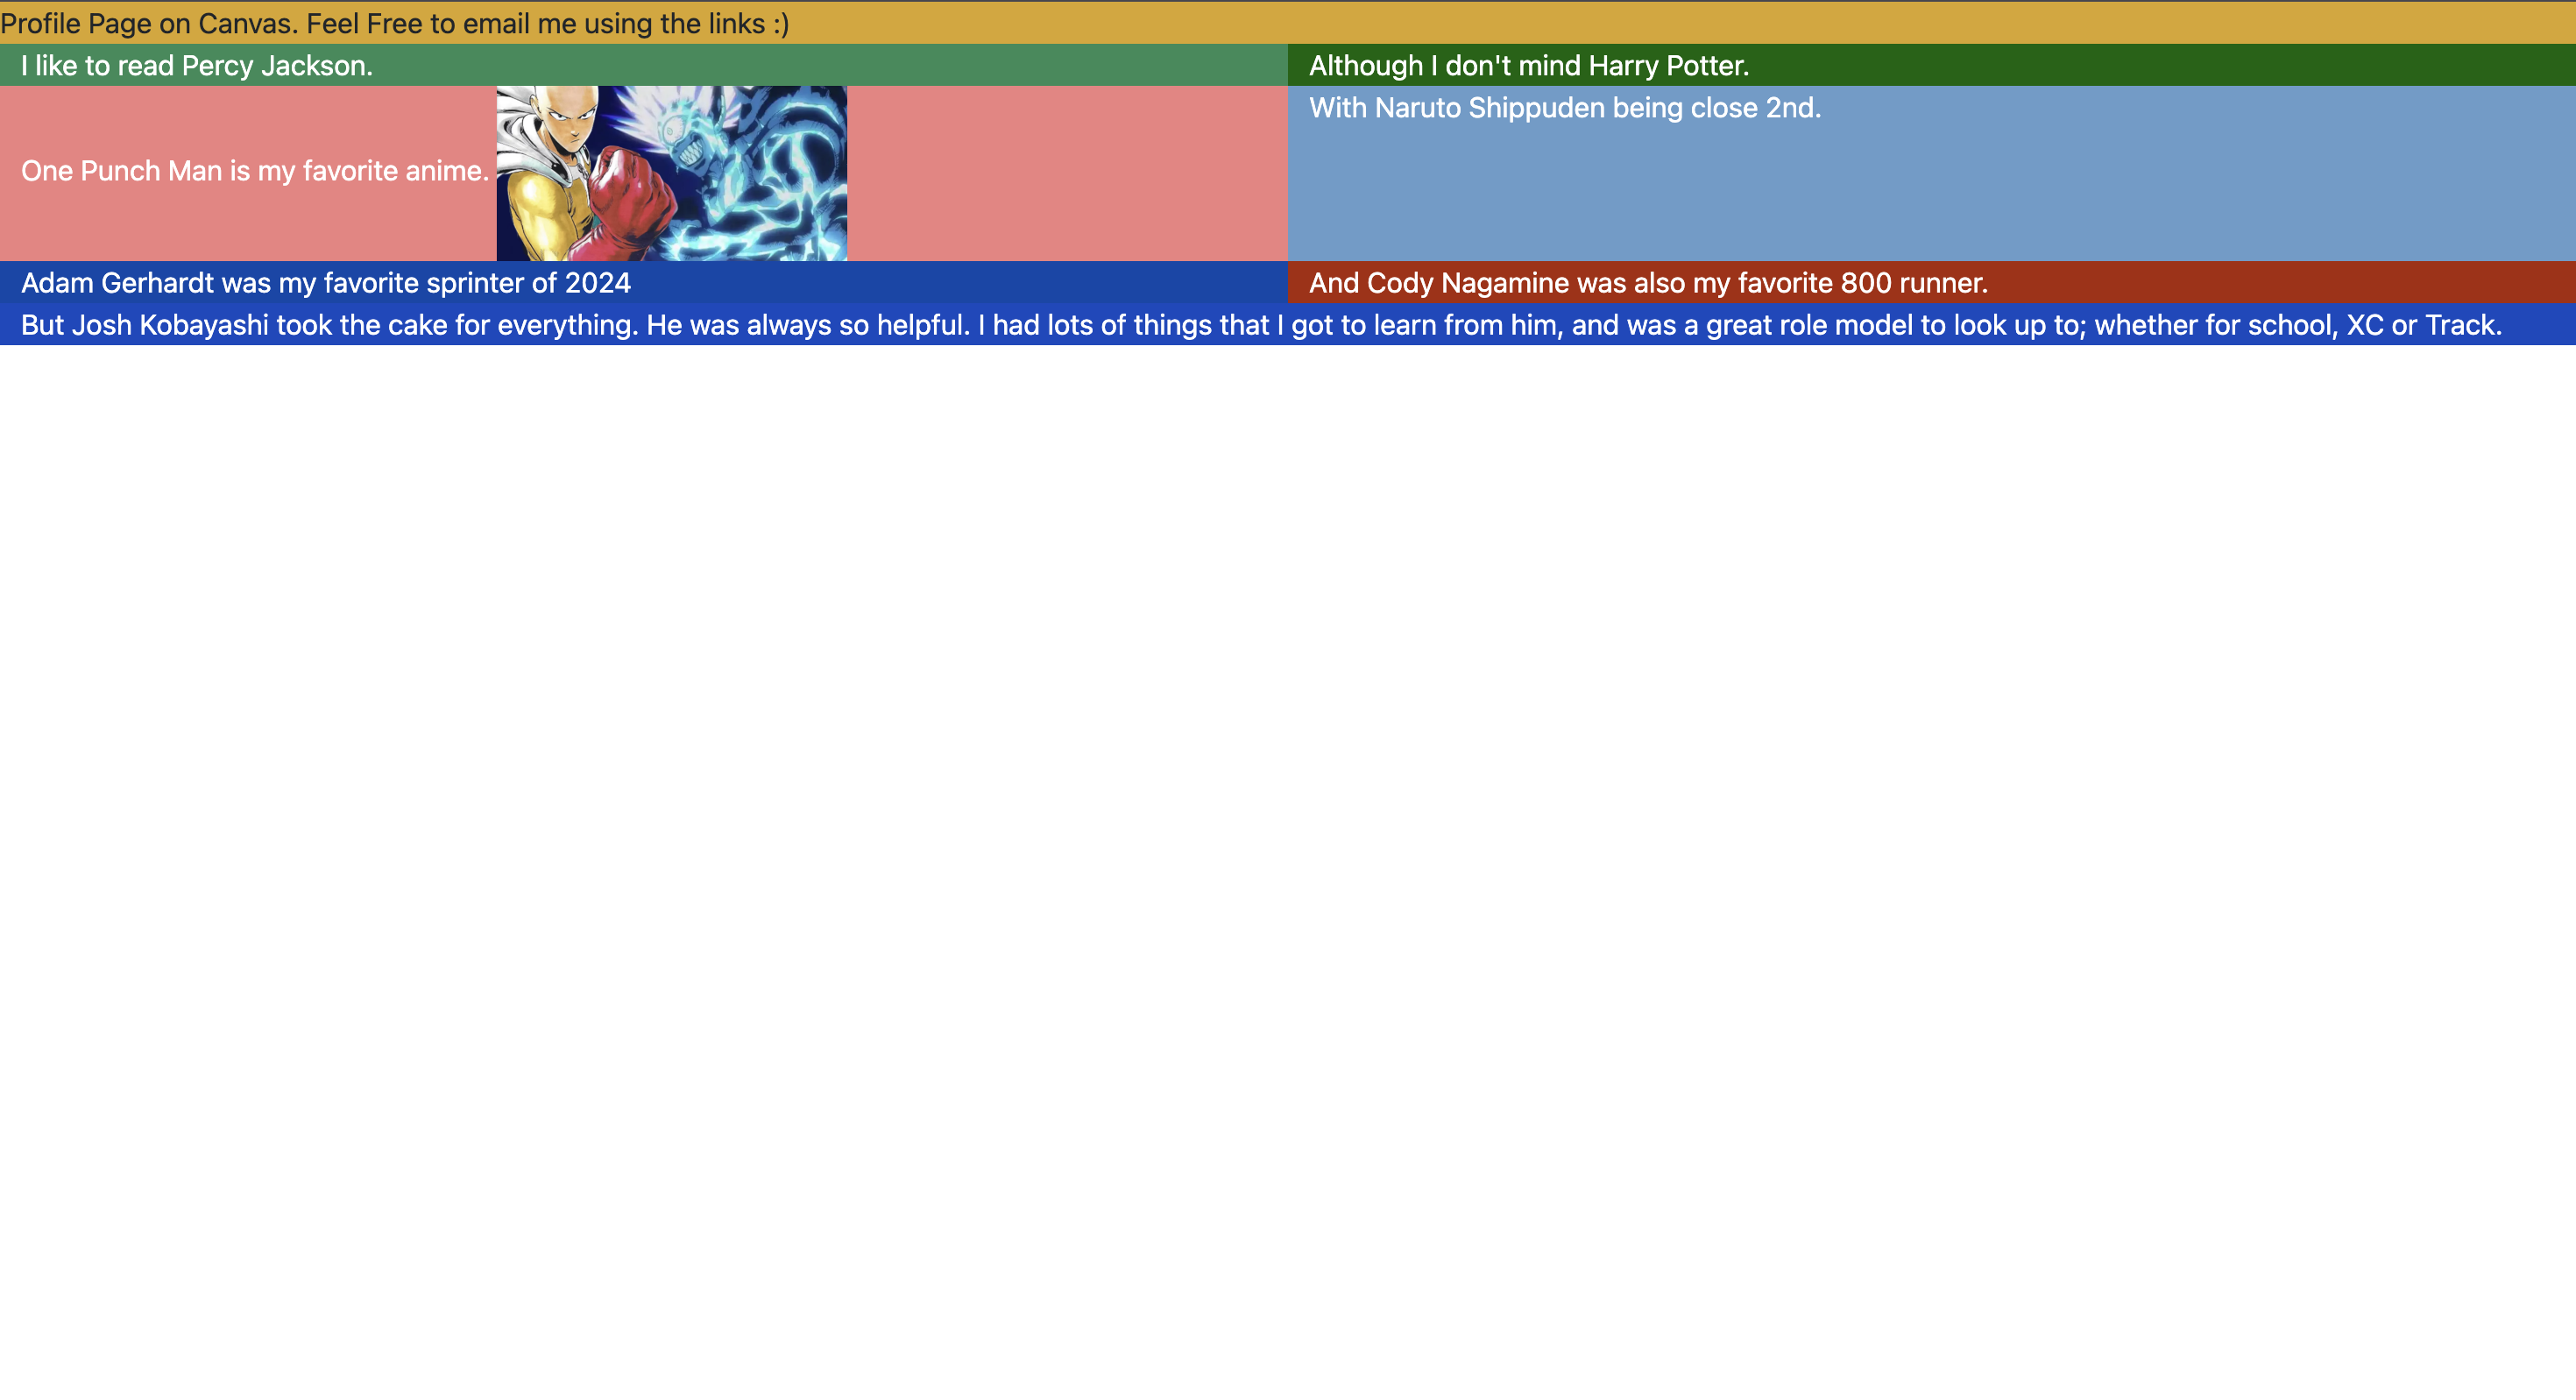 Profile Page on Canvas. Feel Free to email me using the links :)
I like to read Percy Jackson.
Although I don't mind Harry Potter.
One Punch Man is my favorite anime.
With Naruto Shippuden being close 2nd.
Adam Gerhardt was my favorite sprinter of 2024
And Cody Nagamine was also my favorite 800 runner.
But Josh Kobayashi took the cake for everything. He was always so helpful. I had lots of things that I got to learn from him, and was a great role model to look up to; whether for school, XC or Track.